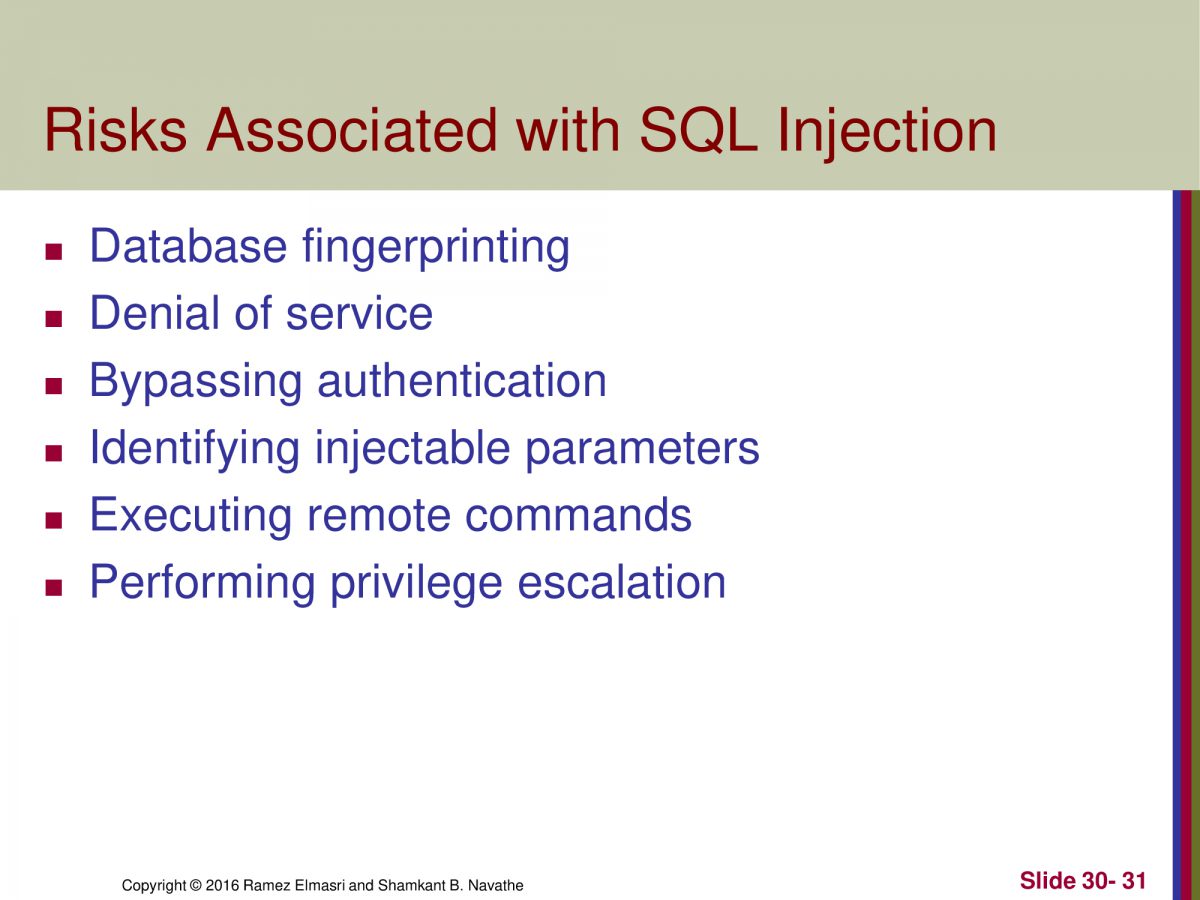 Risks Associated with SQL Injection
Database fingerprinting
Denial of service
Bypassing authentication
Identifying injectable parameters
Executing remote commands
Performing privilege escalation
Copyright © 2016 Ramez Elmasri and Shamkant B. Navathe
Slide 30- 31